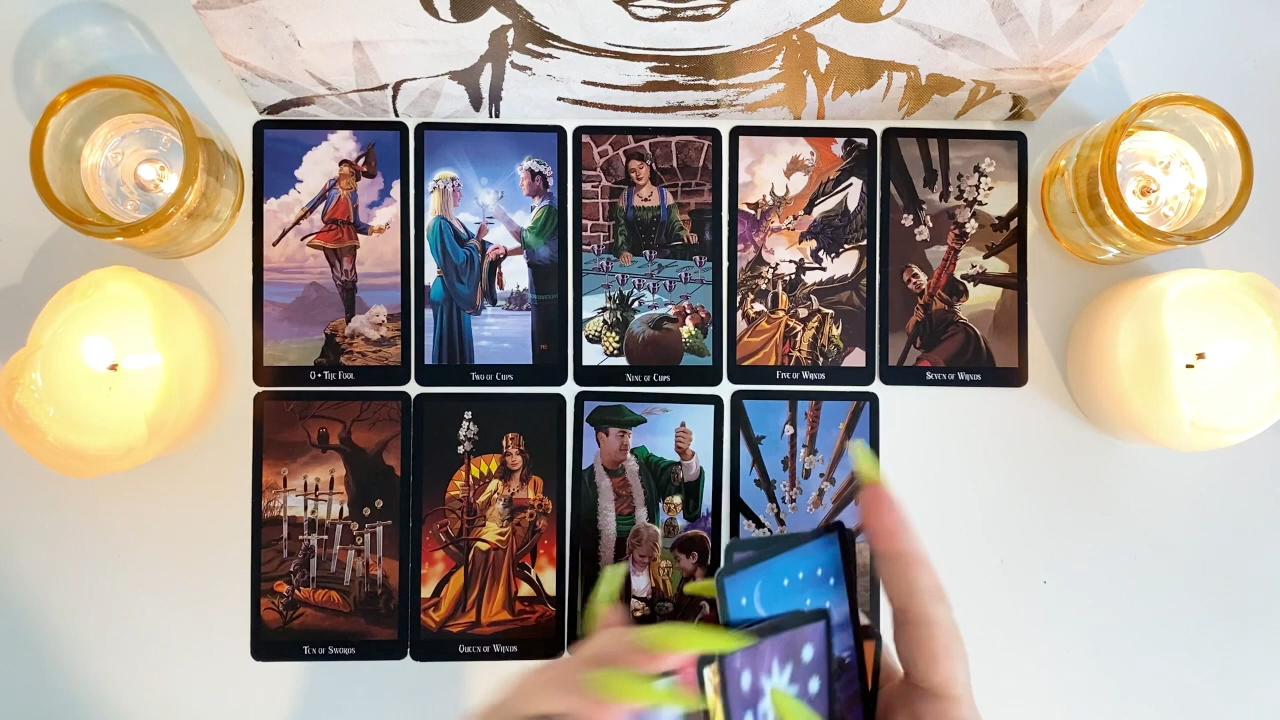 0 • The Fool
Two of Cups
Nine of Cups
Five of Wands
Seven of Wands
Ten of Swords
Queen of Wands